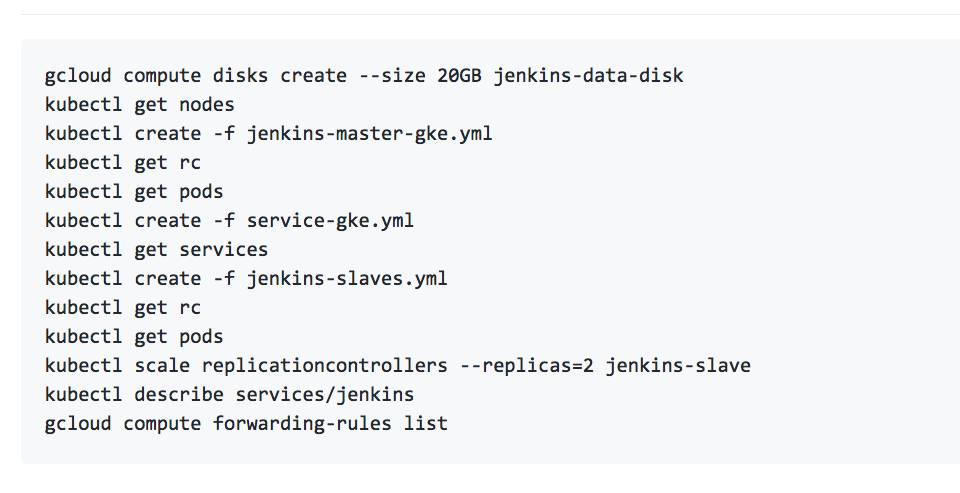 gcloud compute disks create --size 20GB jenkins-data-disk
kubectl get nodes
kubectl create -f jenkins-master-gke.yml
kubectl get rc
kubectl get pods
kubectl create -f service-gke.yml
kubectl get services
kubectl create -f jenkins-slaves.yml
kubectl get rc
kubectl get pods
kubectl scale replicationcontrollers --replicas=2 jenkins-slave
kubectl describe services/jenkins
gcloud compute forwarding-rules list